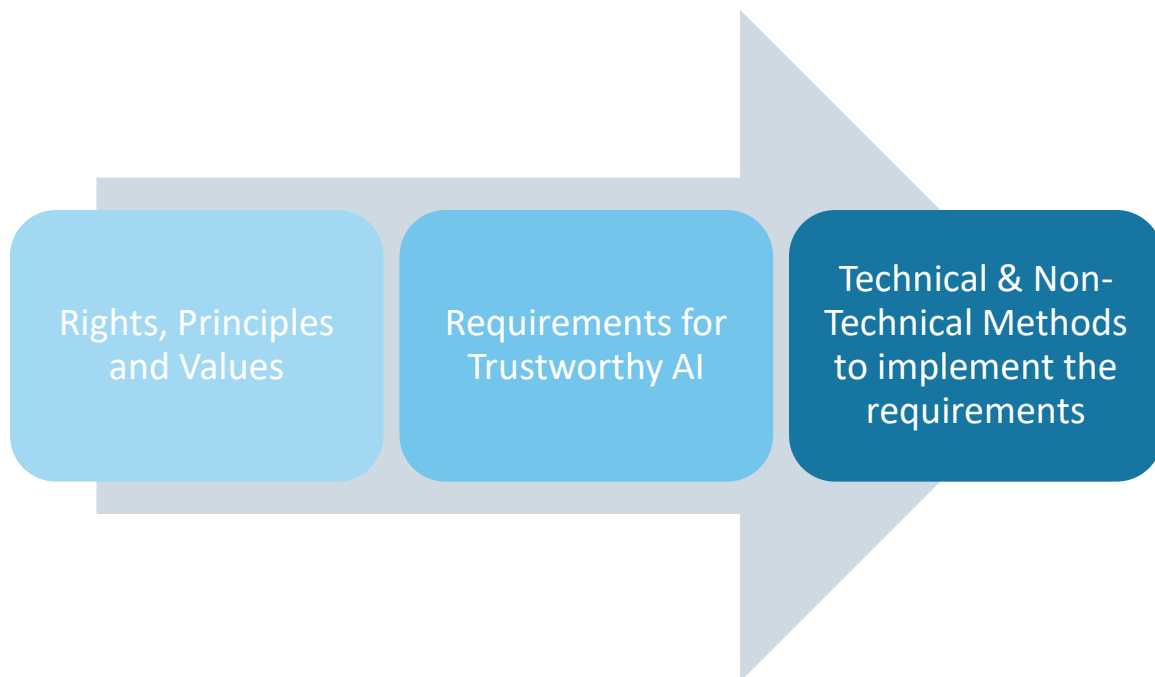 Rights, Principles
and Values
Requirements for
Trustworthy AI
Technical & Non-
Technical Methods
to implement the
requirements